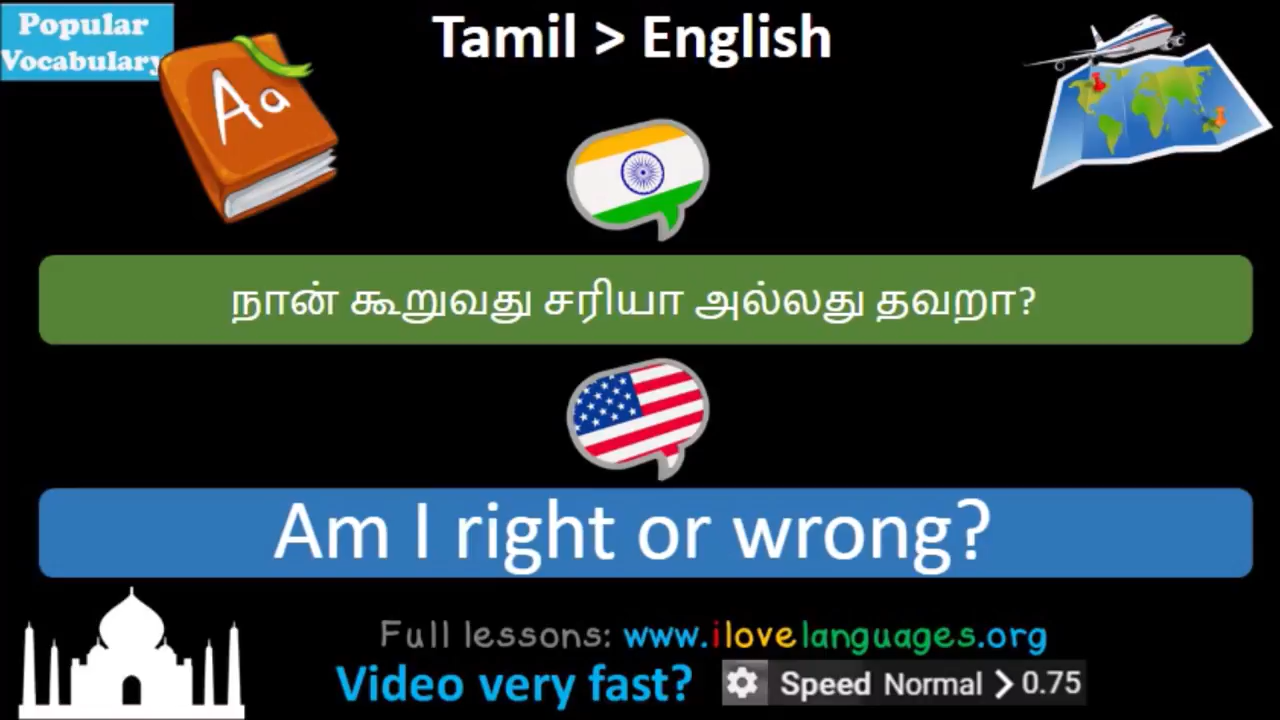 Popular
Vocabulary
Tamil > English
Aa
நான் கூறுவது சரியா அல்லது தவறா?
Am I right or wrong?
Full lessons: www.ilovelanguages.org
Video very fast? Speed Normal > 0.75